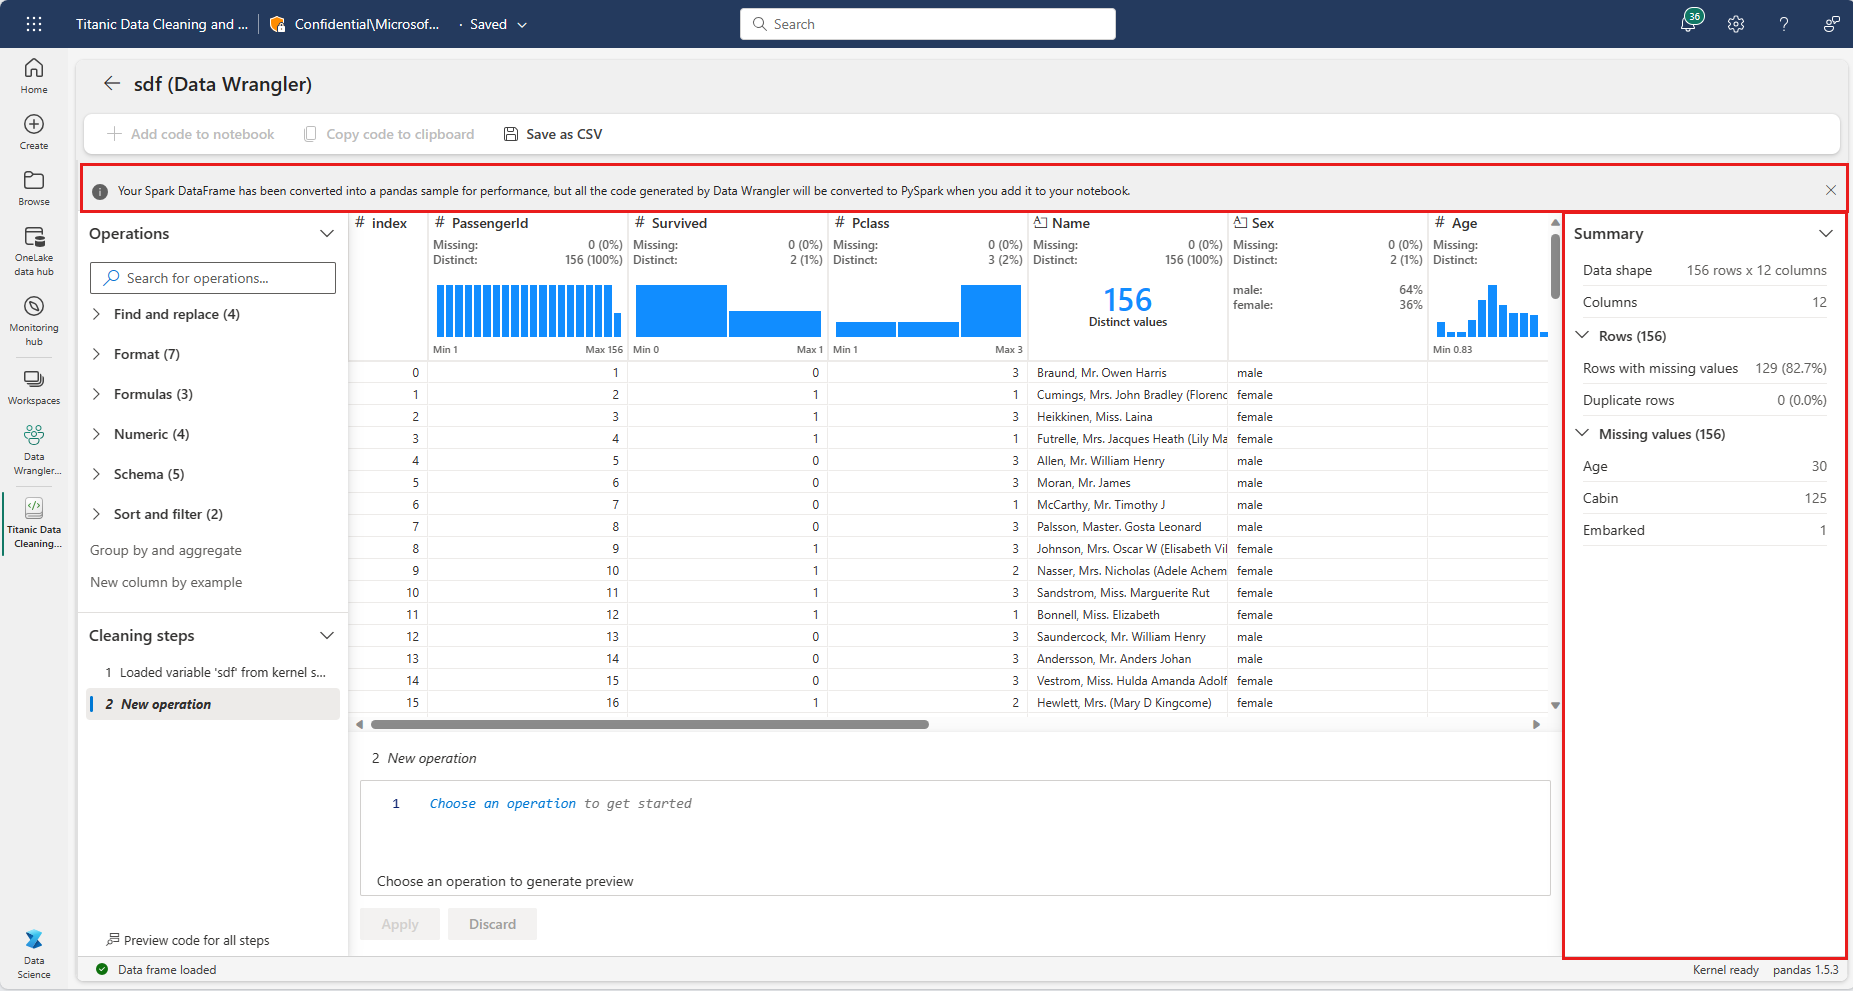 Titanic Data Cleaning and ...
Confidential\Microsof...
· Saved
Search
36
?
Home
Create
Browse
OneLake
data hub
Monitoring
hub
Workspaces
Data
Wrangler...
Titanic Data
Cleaning...
Data
Science
sdf (Data Wrangler)
Add code to notebook
Copy code to clipboard
Save as CSV
Your Spark DataFrame has been converted into a pandas sample for performance, but all the code generated by Data Wrangler will be converted to PySpark when you add it to your notebook.
Operations
Search for operations...
Find and replace (4)
Format (7)
Formulas (3)
Numeric (4)
Schema (5)
Sort and filter (2)
Group by and aggregate
New column by example
Cleaning steps
1 Loaded variable 'sdf' from kernel s...
2 New operation
Preview code for all steps
# index # PassengerId # Survived # Pclass Name Sex # Age
Missing: 0 (0%) Missing: 0 (0%) Missing: 0 (0%) Missing: 0 (0%) Missing: 0 (0%) Missing:
Distinct: 156 (100%) Distinct: 2 (1%) Distinct: 3 (2%) Distinct: 156 (100%) Distinct: 2 (1%) Distinct:
156
Distinct values
male: 64%
female: 36%
Min 1 Max 156 Min 0 Max 1 Min 1 Max 3 Min 0.83
0 1 0 3 Braund, Mr. Owen Harris male
1 2 1 1 Cumings, Mrs. John Bradley (Florenc female
2 3 1 3 Heikkinen, Miss. Laina female
3 4 1 1 Futrelle, Mrs. Jacques Heath (Lily Ma female
4 5 0 3 Allen, Mr. William Henry male
5 6 0 3 Moran, Mr. James male
6 7 0 1 McCarthy, Mr. Timothy J male
7 8 0 3 Palsson, Master. Gosta Leonard male
8 9 1 3 Johnson, Mrs. Oscar W (Elisabeth Vil female
9 10 1 2 Nasser, Mrs. Nicholas (Adele Achem female
10 11 1 3 Sandstrom, Miss. Marguerite Rut female
11 12 1 1 Bonnell, Miss. Elizabeth female
12 13 0 3 Saundercock, Mr. William Henry male
13 14 0 3 Andersson, Mr. Anders Johan male
14 15 0 3 Vestrom, Miss. Hulda Amanda Adolf female
15 16 1 2 Hewlett, Mrs. (Mary D Kingcome) female
2 New operation
1 Choose an operation to get started
Choose an operation to generate preview
Apply
Discard
Summary
Data shape 156 rows x 12 columns
Columns 12
Rows (156)
Rows with missing values 129 (82.7%)
Duplicate rows 0 (0.0%)
Missing values (156)
Age 30
Cabin 125
Embarked 1
Data frame loaded
Kernel ready pandas 1.5.3